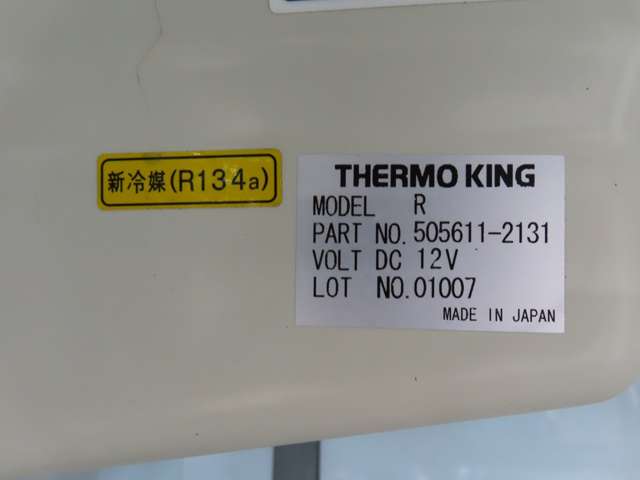 新冷媒(R134a)
THERMO KING
MODEL R
PART NO. 505611-2131
VOLT DC 12V
LOT NO. 01007
MADE IN JAPAN